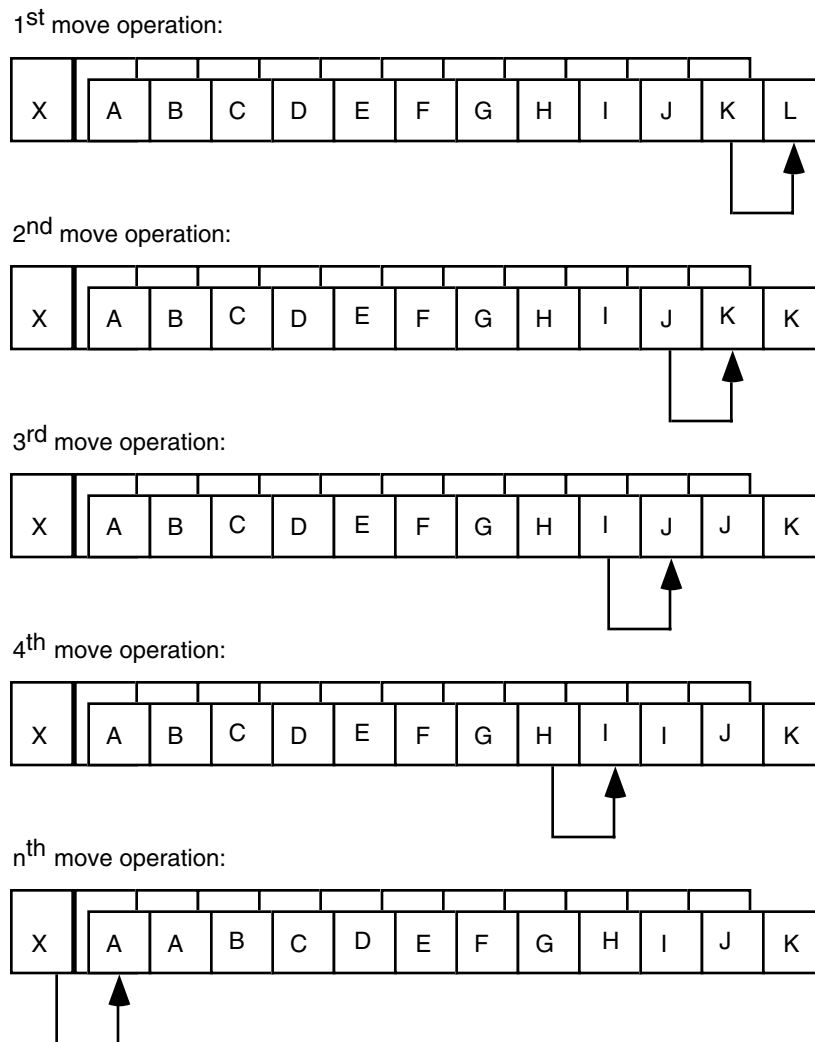 1st move operation:
X A B C D E F G H I J K L
2nd move operation:
X A B C D E F G H I J K K
3rd move operation:
X A B C D E F G H I J J K
4th move operation:
X A B C D E F G H I I J K
nth move operation:
X A A B C D E F G H I J K